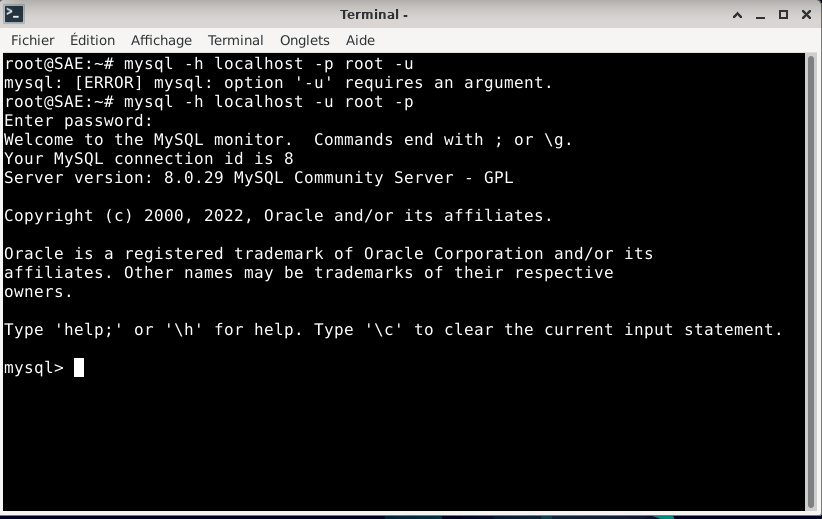 Terminal -
Fichier Édition Affichage Terminal Onglets Aide
root@SAE:~# mysql -h localhost -p root -u
mysql: [ERROR] mysql: option '-u' requires an argument.
root@SAE:~# mysql -h localhost -u root -p
Enter password:
Welcome to the MySQL monitor.  Commands end with ; or \g.
Your MySQL connection id is 8
Server version: 8.0.29 MySQL Community Server - GPL
Copyright (c) 2000, 2022, Oracle and/or its affiliates.
Oracle is a registered trademark of Oracle Corporation and/or its
affiliates. Other names may be trademarks of their respective
owners.
Type 'help;' or '\h' for help. Type '\c' to clear the current input statement.
mysql>